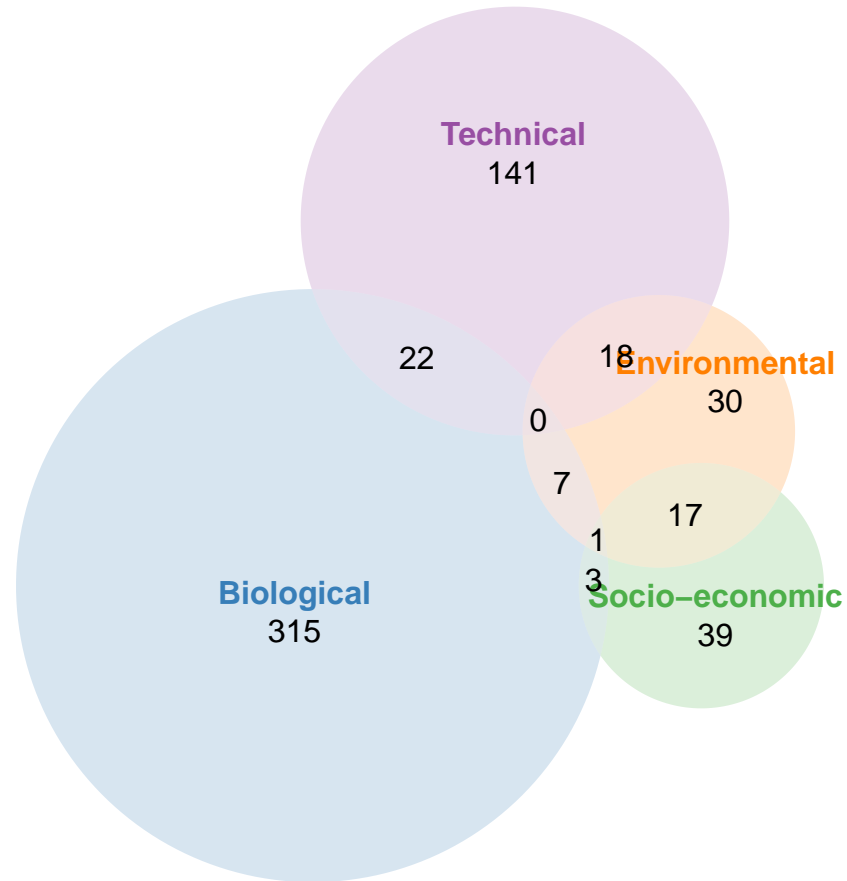 Technical
141
22
18
Environmental
30
0
7
17
1
3
Biological
315
Socio–economic
39